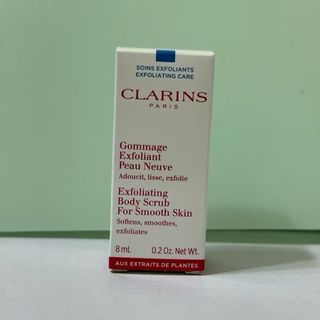 SOINS EXFOLIANTS
EXFOLIATING CARE
CLARINS
PARIS
Gommage
Exfoliant
Peau Neuve
Adoucit, lisse, exfolie
Exfoliating
Body Scrub
For Smooth Skin
Softens, smoothes,
exfoliates
8 mL 0.2 Oz. Net Wt.
AUX EXTRAITS DE PLANTES